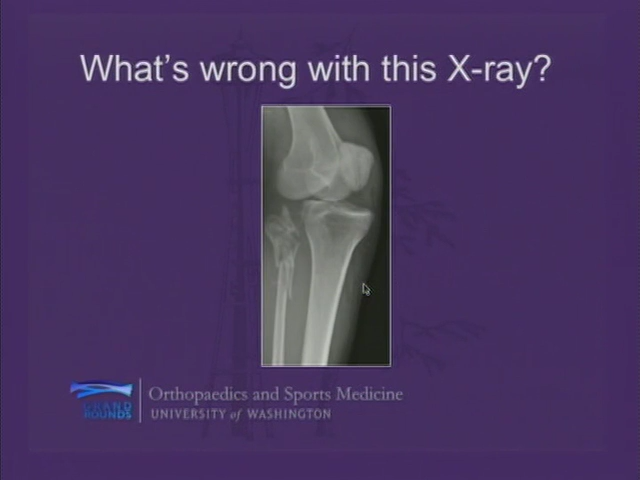 What's wrong with this X-ray?
GRAND
ROUNDS
Orthopaedics and Sports Medicine
UNIVERSITY of WASHINGTON